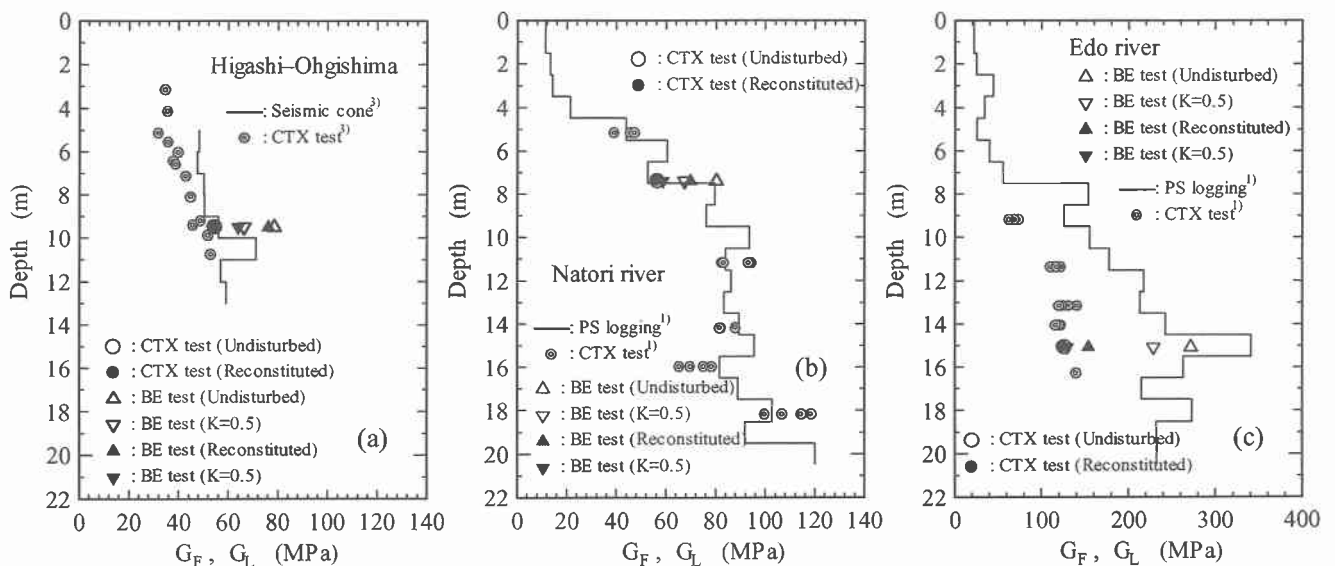 0
2
4
6
8
10
12
14
16
18
20
22
Depth (m)
Higashi–Ohgishima
: Seismic cone3)
: CTX test3)
: CTX test (Undisturbed)
: CTX test (Reconstituted)
: BE test (Undisturbed)
: BE test (K=0.5)
: BE test (Reconstituted)
: BE test (K=0.5)
(a)
0 20 40 60 80 100 120 140
GF , GL (MPa)
0
2
4
6
8
10
12
14
16
18
20
22
Depth (m)
: CTX test (Undisturbed)
: CTX test (Reconstituted)
Natori river
: PS logging1)
: CTX test1)
(b)
: BE test (Undisturbed)
: BE test (K=0.5)
: BE test (Reconstituted)
: BE test (K=0.5)
0 20 40 60 80 100 120 140
GF , GL (MPa)
0
2
4
6
8
10
12
14
16
18
20
22
Depth (m)
Edo river
: BE test (Undisturbed)
: BE test (K=0.5)
: BE test (Reconstituted)
: BE test (K=0.5)
: PS logging1)
: CTX test1)
: CTX test (Undisturbed)
: CTX test (Reconstituted)
(c)
0 100 200 300 400
GF , GL (MPa)